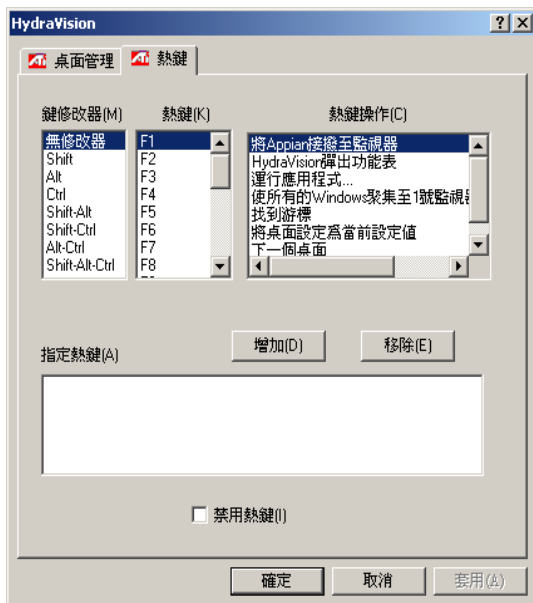 HydraVision
ATI 桌面管理 ATI 熱鍵
鍵修改器(M) 熱鍵(K) 熱鍵操作(C)
無修改器
Shift
Alt
Ctrl
Shift-Alt
Shift-Ctrl
Alt-Ctrl
Shift-Alt-Ctrl
F1
F2
F3
F4
F5
F6
F7
F8
將Appian接撥至監視器
HydraVision彈出功能表
運行應用程式...
使所有的Windows聚集至1號監視
找到游標
將桌面設定爲當前設定值
下一個桌面
增加(D) 移除(E)
指定熱鍵(A)
禁用熱鍵(I)
確定 取消 套用(A)